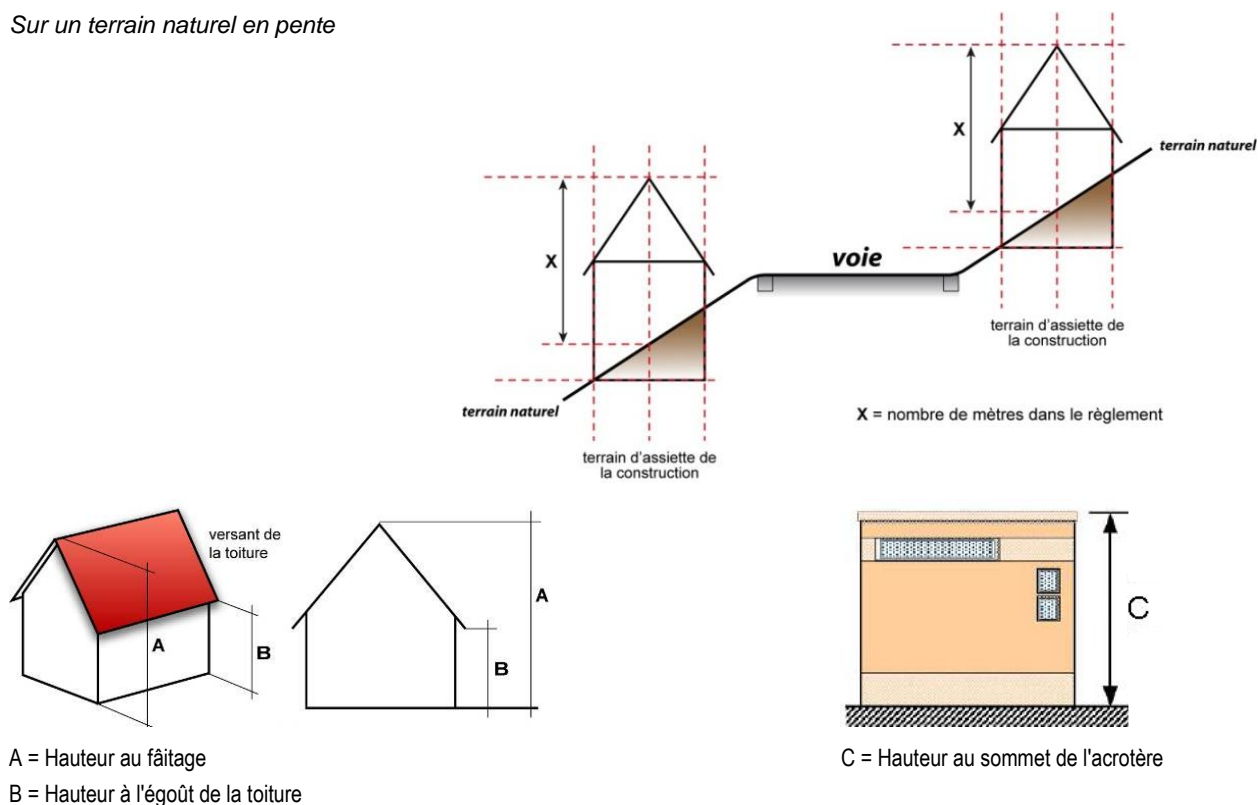 Sur un terrain naturel en pente
X
terrain naturel
X
voie
terrain d'assiette de
la construction
terrain naturel
X = nombre de mètres dans le règlement
terrain d'assiette de
la construction
versant de
la toiture
A
B
A
B
C
A = Hauteur au fâitage
C = Hauteur au sommet de l'acrotère
B = Hauteur à l'égoût de la toiture